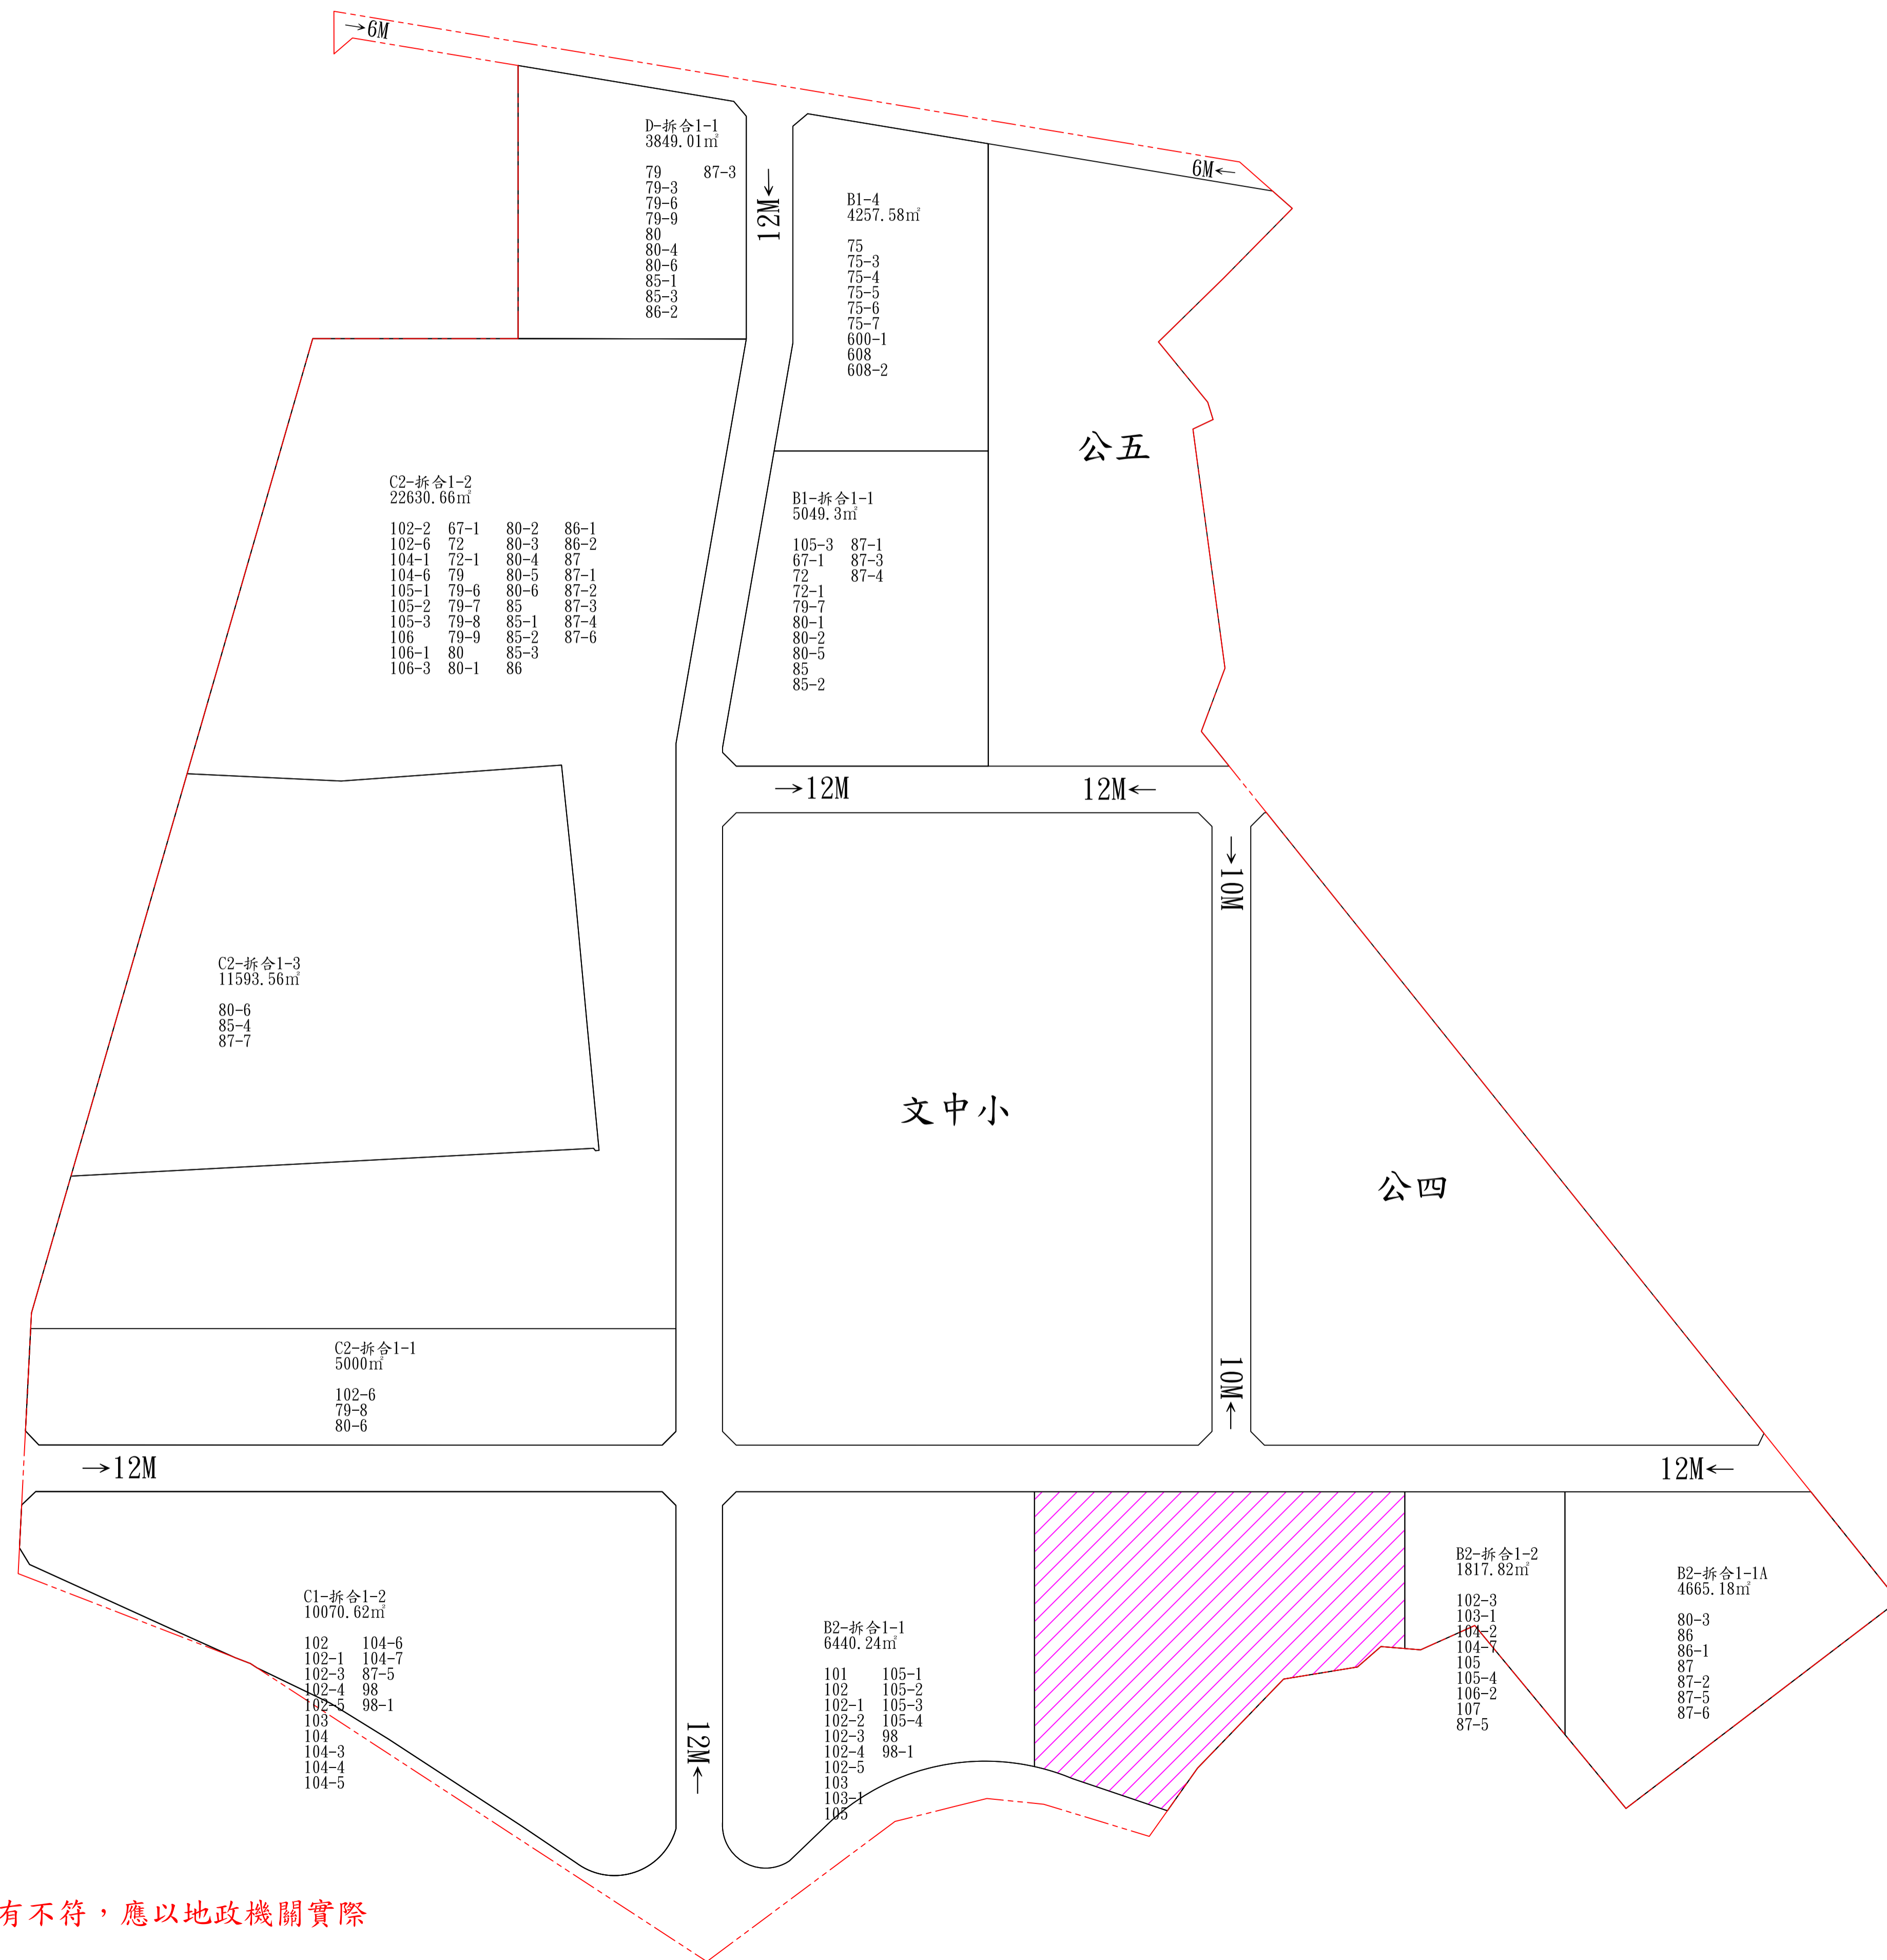 →6M
D-拆合1-1
3849.01㎡
79 87-3
79-3
79-6
79-9
80
80-4
80-6
85-1
85-3
86-2
12M←
6M←
B1-4
4257.58㎡
75
75-3
75-4
75-5
75-6
75-7
600-1
608
608-2
公五
C2-拆合1-2
22630.66㎡
102-2 67-1 80-2 86-1
102-6 72 80-3 86-2
104-1 72-1 80-4 87
104-6 79 80-5 87-1
105-1 79-6 80-6 87-2
105-2 79-7 85 87-3
105-3 79-8 85-1 87-4
106 79-9 85-2 87-6
106-1 80 85-3
106-3 80-1 86
B1-拆合1-1
5049.3㎡
105-3 87-1
67-1 87-3
72 87-4
72-1
79-7
80-1
80-2
80-5
85
85-2
→12M
12M←
→10M
C2-拆合1-3
11593.56㎡
80-6
85-4
87-7
文中小
公四
C2-拆合1-1
5000㎡
102-6
79-8
80-6
10M←
→12M
12M←
C1-拆合1-2
10070.62㎡
102 104-6
102-1 104-7
102-3 87-5
102-4 98
102-5 98-1
103
104
104-3
104-4
104-5
B2-拆合1-1
6440.24㎡
101 105-1
102 105-2
102-1 105-3
102-2 105-4
102-3 98
102-4 98-1
102-5
103
103-1
105
B2-拆合1-2
1817.82㎡
102-3
103-1
104-2
104-7
105
105-4
106-2
107
87-5
B2-拆合1-1A
4665.18㎡
80-3
86
86-1
87
87-2
87-5
87-6
12M←
有不符，應以地政機關實際